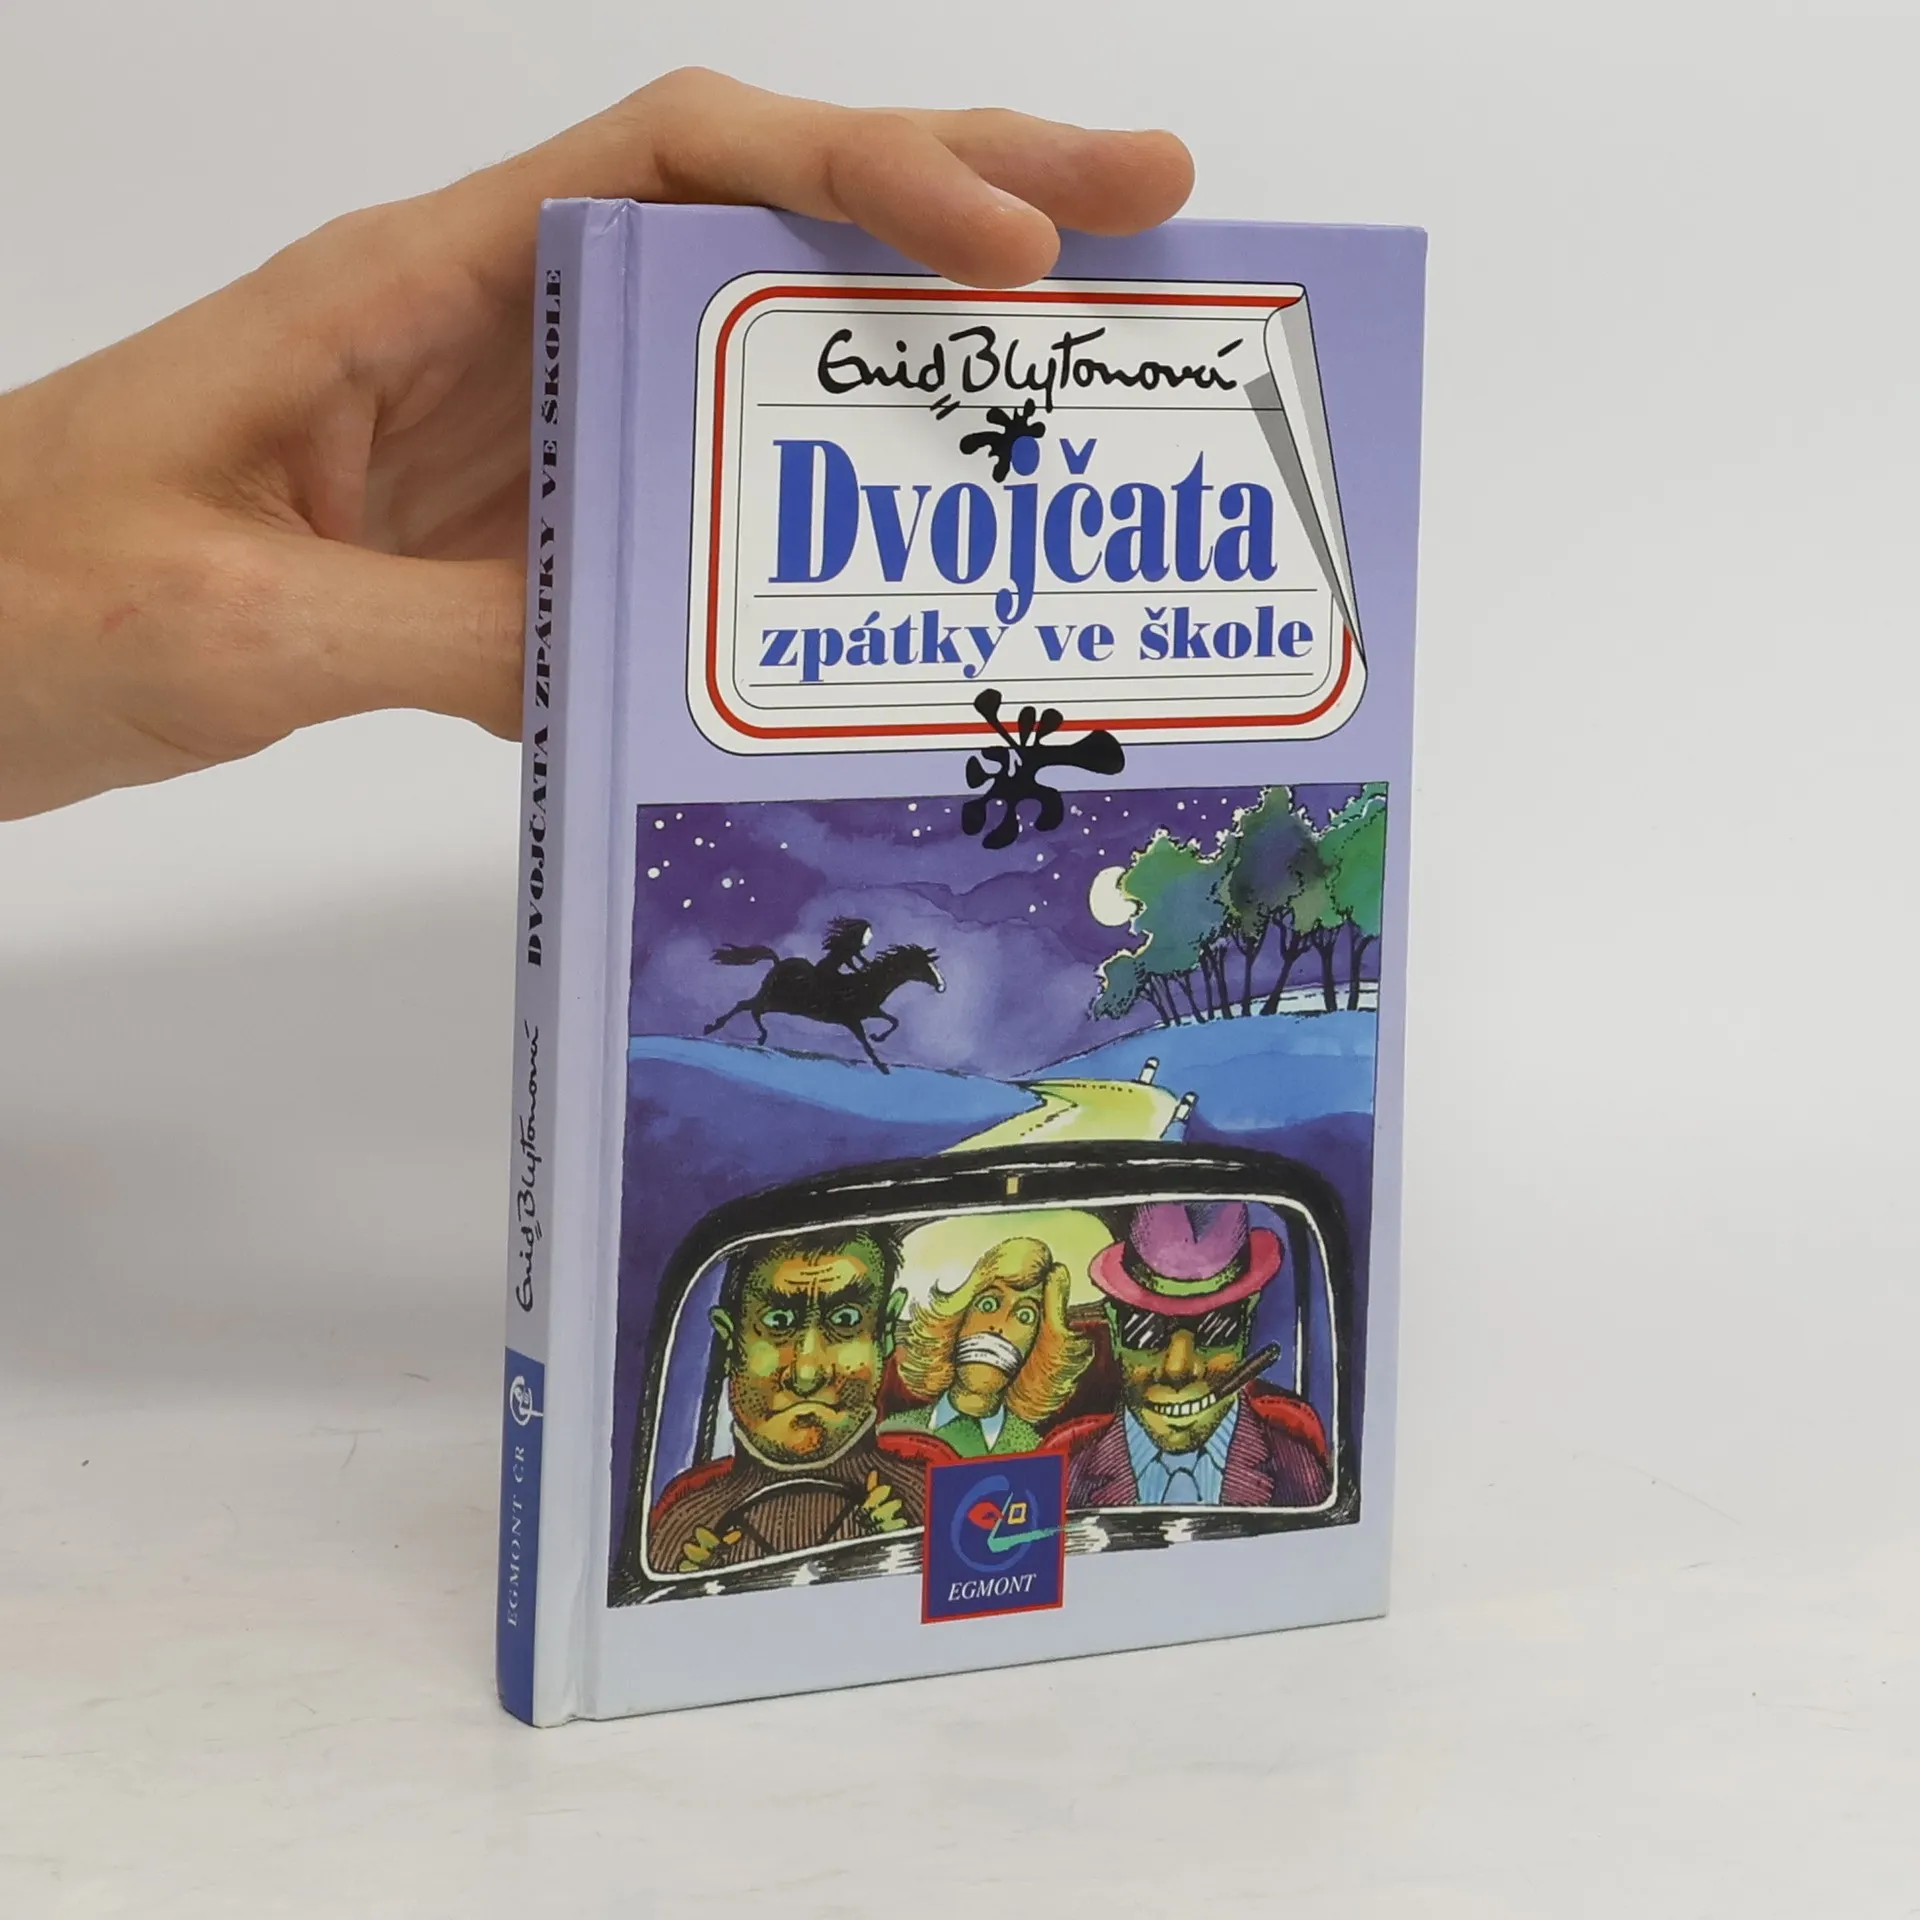 Enid Blytonová
Dvojčata
zpátky ve škole
EGMONT
DVOJČATA ZPÁTKY VE ŠKOLE
Enid Blytonová
EGMONT ČR